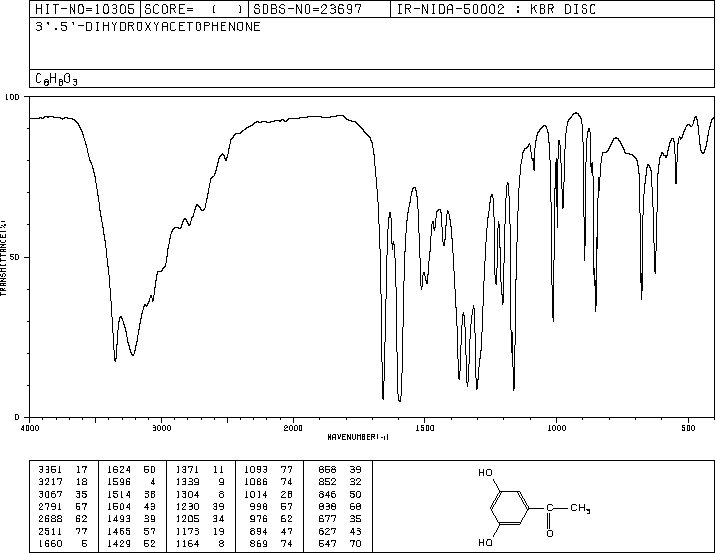 HIT-NO=10305 SCORE= ( ) SDBS-NO=23697 IR-NIDA-50002 : KBR DISC
3',5'-DIHYDROXYACETOPHENONE
C8H8O3
100
50
0
TRANSMITTANCE(%)
4000 3000 2000 1500 1000 500
WAVENUMBER(-1)
3351 17 1624 50 1371 11 1093 77 858 39
3217 18 1596 4 1339 9 1086 74 852 32
3067 35 1514 38 1304 8 1014 28 846 50
2791 57 1504 43 1230 39 998 57 838 68
2688 62 1493 39 1205 34 976 62 677 35
2511 77 1465 57 1173 19 894 47 627 43
1660 5 1429 52 1164 8 869 74 547 70
HO
CH3
C
O
HO